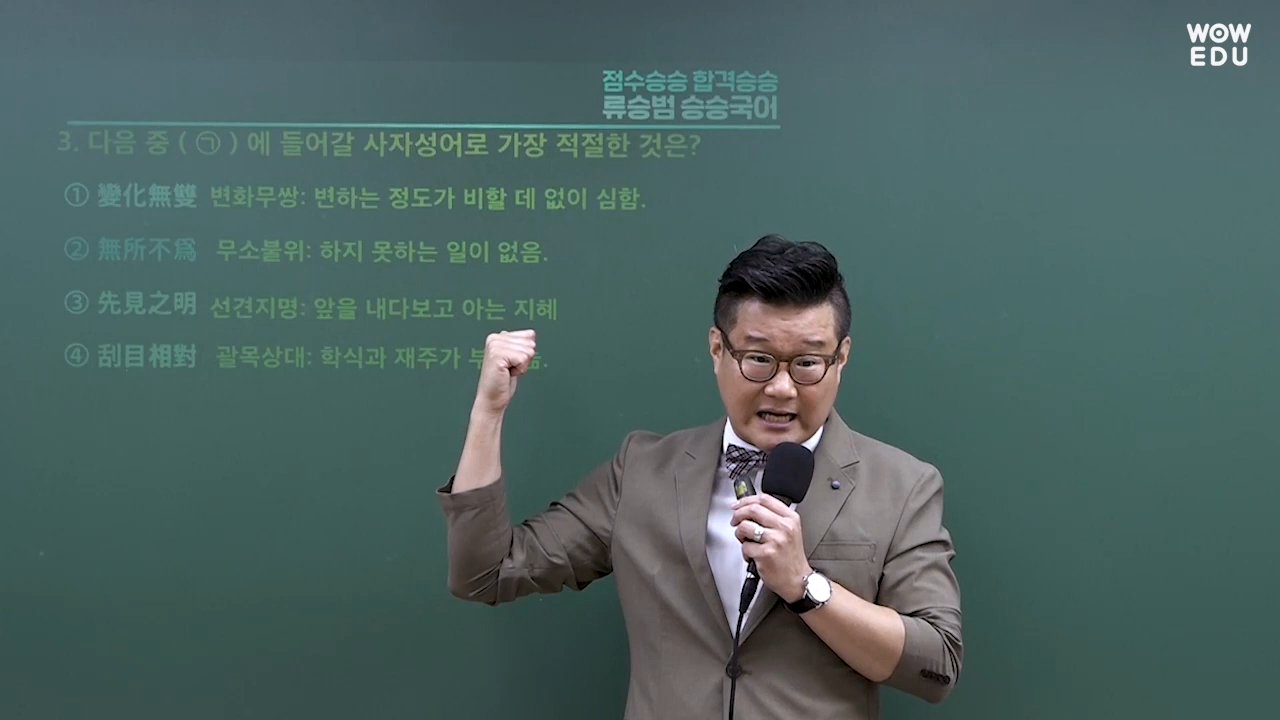 WOW
EDU
점수승승 합격승승
류승범 승승국어
3. 다음 중 ( ㉠ ) 에 들어갈 사자성어로 가장 적절한 것은?
① 變化無雙 변화무쌍: 변하는 정도가 비할 데 없이 심함.
② 無所不爲 무소불위: 하지 못하는 일이 없음.
③ 先見之明 선견지명: 앞을 내다보고 아는 지혜
④ 刮目相對 괄목상대: 학식과 재주가